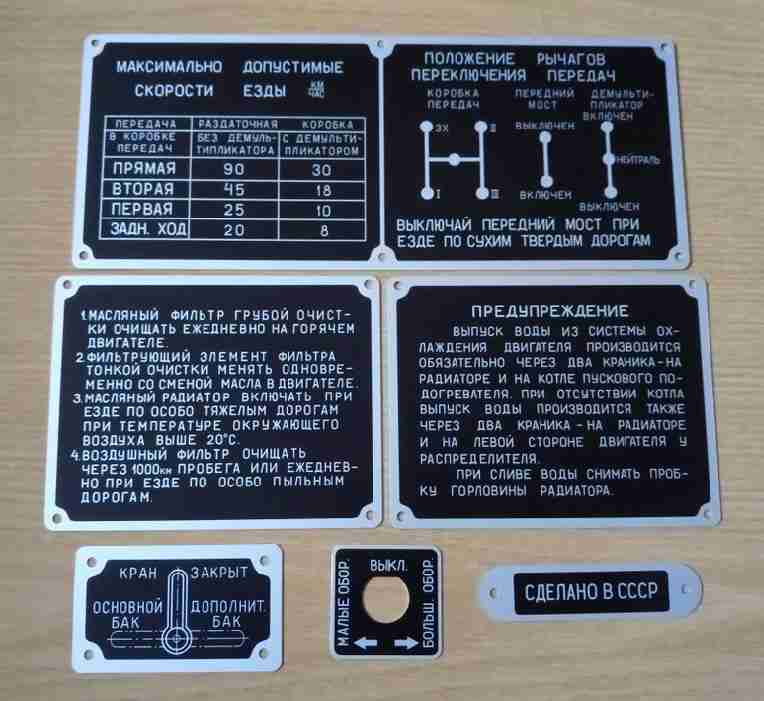 МАКСИМАЛЬНО ДОПУСТИМЫЕ
СКОРОСТИ ЕЗДЫ КМ/ЧАС
ПЕРЕДАЧА РАЗДАТОЧНАЯ КОРОБКА
В КОРОБКЕ ПЕРЕДАЧ БЕЗ ДЕМУЛЬ-ТИПЛИКАТОРА С ДЕМУЛЬТИ-ПЛИКАТОРОМ
ПРЯМАЯ 90 30
ВТОРАЯ 45 18
ПЕРВАЯ 25 10
ЗАДН. ХОД 20 8
ПОЛОЖЕНИЕ РЫЧАГОВ
ПЕРЕКЛЮЧЕНИЯ ПЕРЕДАЧ
КОРОБКА
ПЕРЕДАЧ
ПЕРЕДНИЙ
МОСТ
ДЕМУЛЬТИ-
ПЛИКАТОР
ЗХ II
I III
ВЫКЛЮЧЕН
ВКЛЮЧЕН
ВКЛЮЧЕН
НЕЙТРАЛЬ
ВЫКЛЮЧЕН
ВЫКЛЮЧАЙ ПЕРЕДНИЙ МОСТ ПРИ
ЕЗДЕ ПО СУХИМ ТВЕРДЫМ ДОРОГАМ
1. МАСЛЯНЫЙ ФИЛЬТР ГРУБОЙ ОЧИСТ-
КИ ОЧИЩАТЬ ЕЖЕДНЕВНО НА ГОРЯЧЕМ
ДВИГАТЕЛЕ.
2. ФИЛЬТРУЮЩИЙ ЭЛЕМЕНТ ФИЛЬТРА
ТОНКОЙ ОЧИСТКИ МЕНЯТЬ ОДНОВРЕ-
МЕННО СО СМЕНОЙ МАСЛА В ДВИГАТЕЛЕ.
3. МАСЛЯНЫЙ РАДИАТОР ВКЛЮЧАТЬ ПРИ
ЕЗДЕ ПО ОСОБО ТЯЖЕЛЫМ ДОРОГАМ
ПРИ ТЕМПЕРАТУРЕ ОКРУЖАЮЩЕГО
ВОЗДУХА ВЫШЕ 20°С.
4. ВОЗДУШНЫЙ ФИЛЬТР ОЧИЩАТЬ
ЧЕРЕЗ 1000км ПРОБЕГА ИЛИ ЕЖЕДНЕВ-
НО ПРИ ЕЗДЕ ПО ОСОБО ПЫЛЬНЫМ
ДОРОГАМ.
ПРЕДУПРЕЖДЕНИЕ
ВЫПУСК ВОДЫ ИЗ СИСТЕМЫ ОХ-
ЛАЖДЕНИЯ ДВИГАТЕЛЯ ПРОИЗВОДИТСЯ
ОБЯЗАТЕЛЬНО ЧЕРЕЗ ДВА КРАНИКА-НА
РАДИАТОРЕ И НА КОТЛЕ ПУСКОВОГО ПО-
ДОГРЕВАТЕЛЯ. ПРИ ОТСУТСТВИИ КОТЛА
ВЫПУСК ВОДЫ ПРОИЗВОДИТСЯ ТАКЖЕ
ЧЕРЕЗ ДВА КРАНИКА-НА РАДИАТОРЕ
И НА ЛЕВОЙ СТОРОНЕ ДВИГАТЕЛЯ У
РАСПРЕДЕЛИТЕЛЯ.
ПРИ СЛИВЕ ВОДЫ СНИМАТЬ ПРОБ-
КУ ГОРЛОВИНЫ РАДИАТОРА.
КРАН ЗАКРЫТ
ОСНОВНОЙ ДОПОЛНИТ.
БАК БАК
МАЛЫЕ ОБОР.
ВЫКЛ.
БОЛЬШ. ОБОР.
СДЕЛАНО В СССР